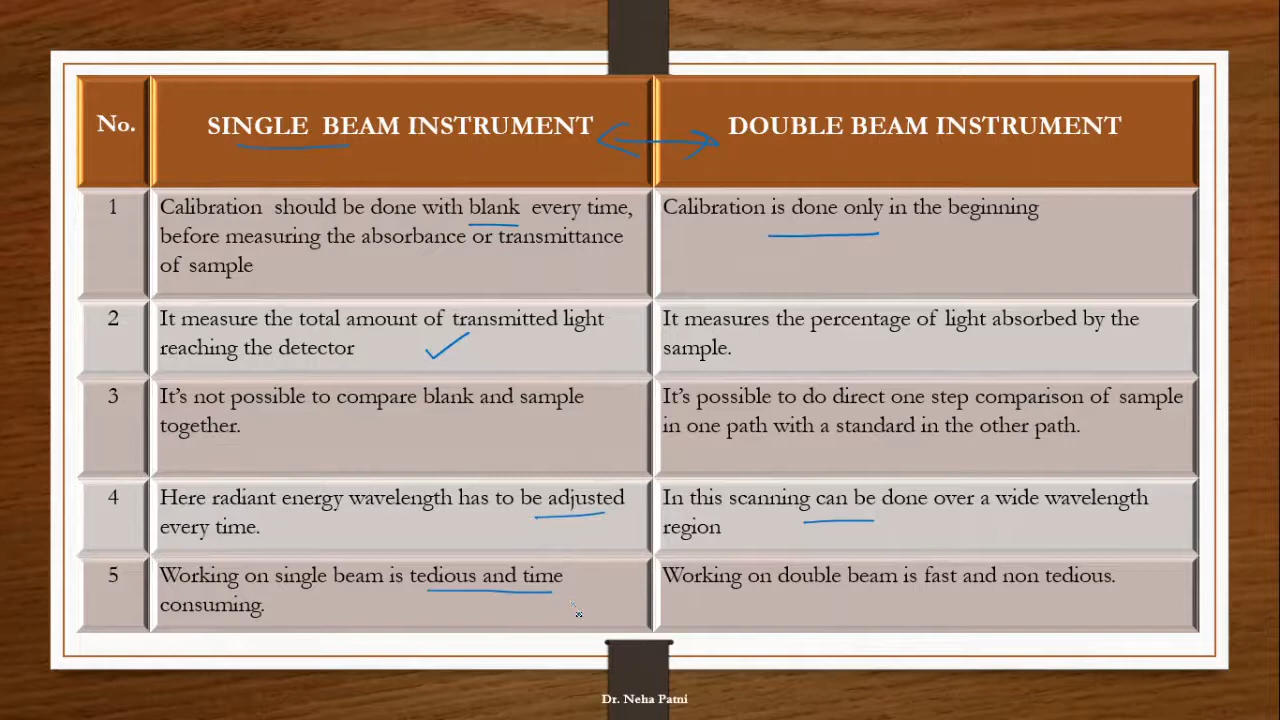 No.
SINGLE BEAM INSTRUMENT
DOUBLE BEAM INSTRUMENT
1
Calibration should be done with blank every time,
before measuring the absorbance or transmittance
of sample
Calibration is done only in the beginning
2
It measure the total amount of transmitted light
reaching the detector
It measures the percentage of light absorbed by the
sample.
3
It's not possible to compare blank and sample
together.
It's possible to do direct one step comparison of sample
in one path with a standard in the other path.
4
Here radiant energy wavelength has to be adjusted
every time.
In this scanning can be done over a wide wavelength
region
5
Working on single beam is tedious and time
consuming.
Working on double beam is fast and non tedious.
Dr. Neha Patni